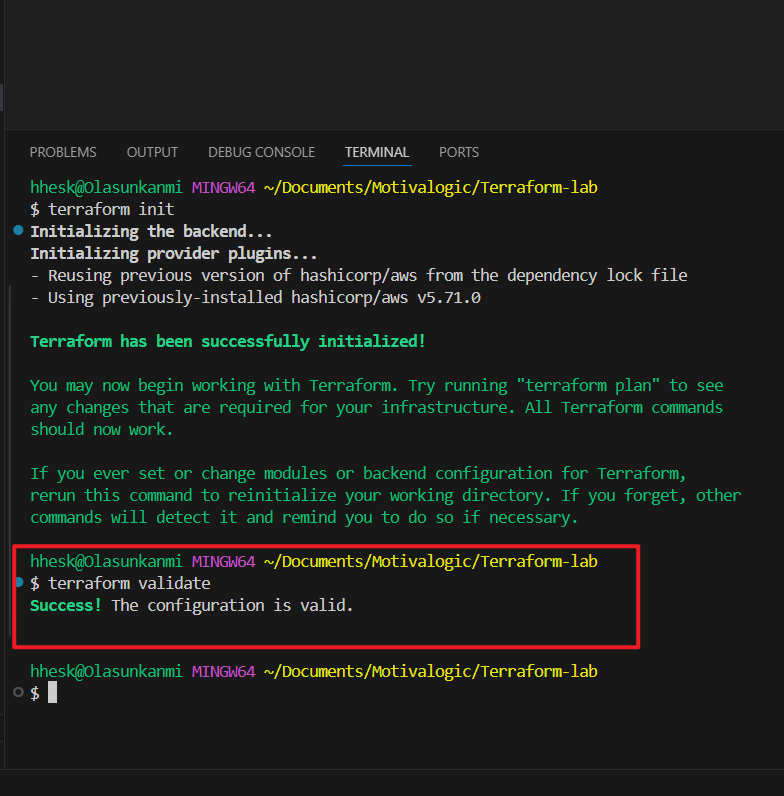 PROBLEMS OUTPUT DEBUG CONSOLE TERMINAL PORTS
hhesk@Olasunkanmi MINGW64 ~/Documents/Motivalogic/Terraform-lab
$ terraform init
Initializing the backend...
Initializing provider plugins...
- Reusing previous version of hashicorp/aws from the dependency lock file
- Using previously-installed hashicorp/aws v5.71.0
Terraform has been successfully initialized!
You may now begin working with Terraform. Try running "terraform plan" to see
any changes that are required for your infrastructure. All Terraform commands
should now work.
If you ever set or change modules or backend configuration for Terraform,
rerun this command to reinitialize your working directory. If you forget, other
commands will detect it and remind you to do so if necessary.
hhesk@Olasunkanmi MINGW64 ~/Documents/Motivalogic/Terraform-lab
$ terraform validate
Success! The configuration is valid.
hhesk@Olasunkanmi MINGW64 ~/Documents/Motivalogic/Terraform-lab
$